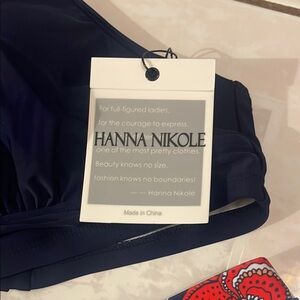 For full-figured ladies,
for the courage to express.
HANNA NIKOLE
one of the most pretty clothes.
Beauty knows no size,
fashion knows no boundaries!
—— Hanna Nikole
Made in China